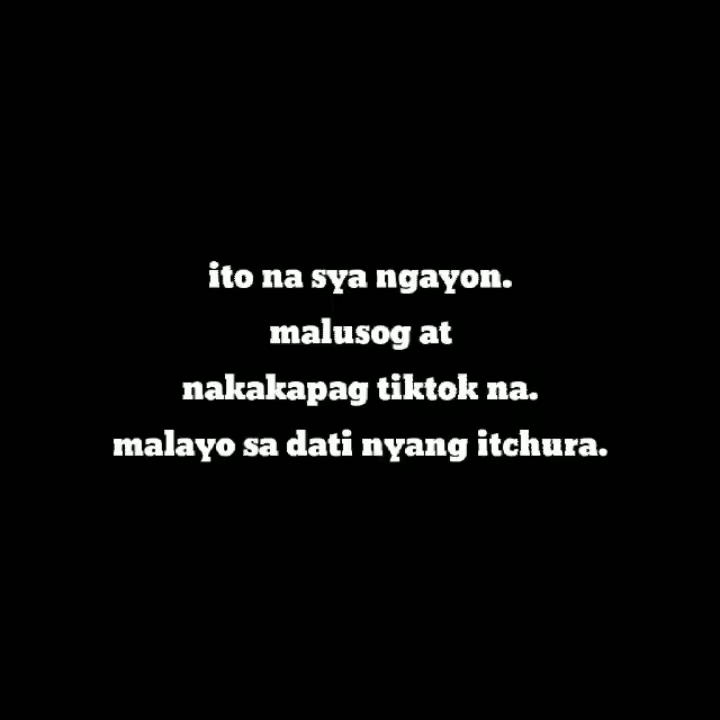 ito na sya ngayon.
malusog at
nakakapag tiktok na.
malayo sa dati nyang itchura.